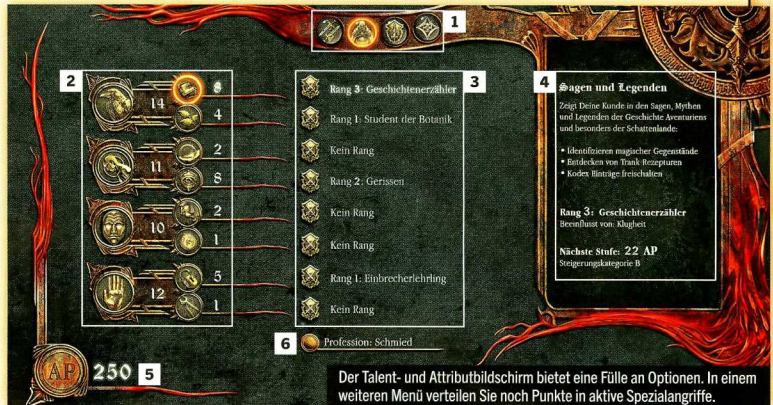 1
2
14
8
4
11
2
8
10
2
1
12
5
1
3
Rang 3: Geschichtenerzähler
Rang 1: Student der Botanik
Kein Rang
Rang 2: Gerissen
Kein Rang
Kein Rang
Rang 1: Einbrecherlehrling
Kein Rang
4
Sagen und Legenden
Zeigt Deine Kunde in den Sagen, Mythen
und Legenden der Geschichte Aventuriens
und besonders der Schattenlande:
• Identifizieren magischer Gegenstände
• Entdecken von Trank-Rezepturen
• Kodex Einträge freischalten
Rang 3: Geschichtenerzähler
Beeinflusst von: Klugheit
Nächste Stufe: 22 AP
Steigerungskategorie B
6
Profession: Schmied
AP 250
5
Der Talent- und Attributbildschirm bietet eine Fülle an Optionen. In einem
weiteren Menü verteilen Sie noch Punkte in aktive Spezialangriffe.